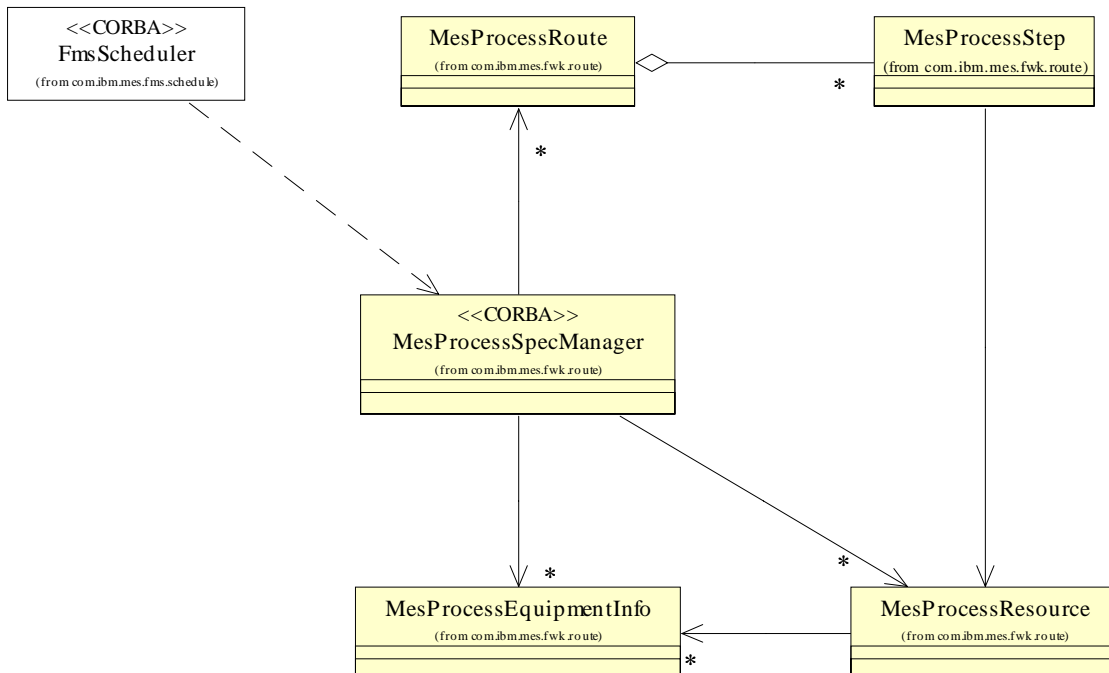 <<CORBA>>
FmsScheduler
(from com.ibm.mes.fms.schedule)
MesProcessRoute
(from com.ibm.mes.fwk.route)
MesProcessStep
(from com.ibm.mes.fwk.route)
*
*
<<CORBA>>
MesProcessSpecManager
(from com.ibm.mes.fwk.route)
*
*
MesProcessEquipmentInfo
(from com.ibm.mes.fwk.route)
MesProcessResource
(from com.ibm.mes.fwk.route)
*